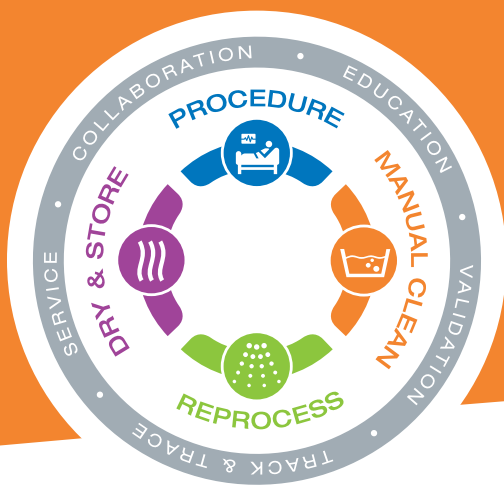 COLLABORATION • EDUCATION • VALIDATION • TRACK & TRACE • SERVICE •
PROCEDURE
MANUAL CLEAN
REPROCESS
DRY & STORE